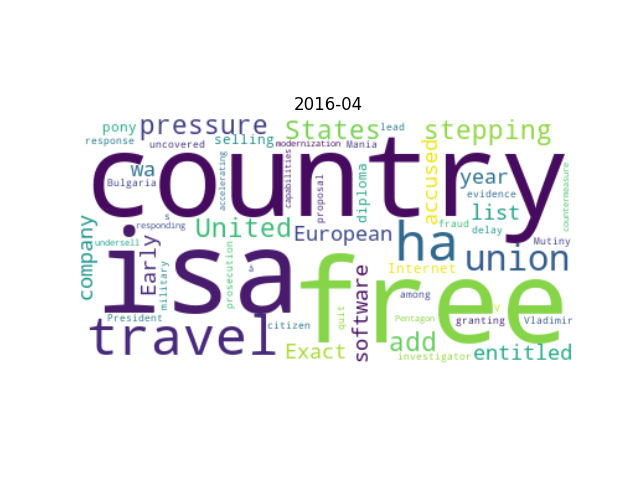 2016-04
pony
pressure
States
lead
stepping
response
uncovered
selling
modernization
Mania
country
wa
Bulgaria
accelerating
capabilities
proposal
diploma
accused
year
evidence
list
countermeasure
s
responding
United
European
ha
fraud
delay
Mutiny
union
company
undersell
Early
military
isa
prosecution
â
free
software
Internet
among
V
President
travel
citizen
quit
Pentagon
granting
Vladimir
Exact
add
investigator
entitled